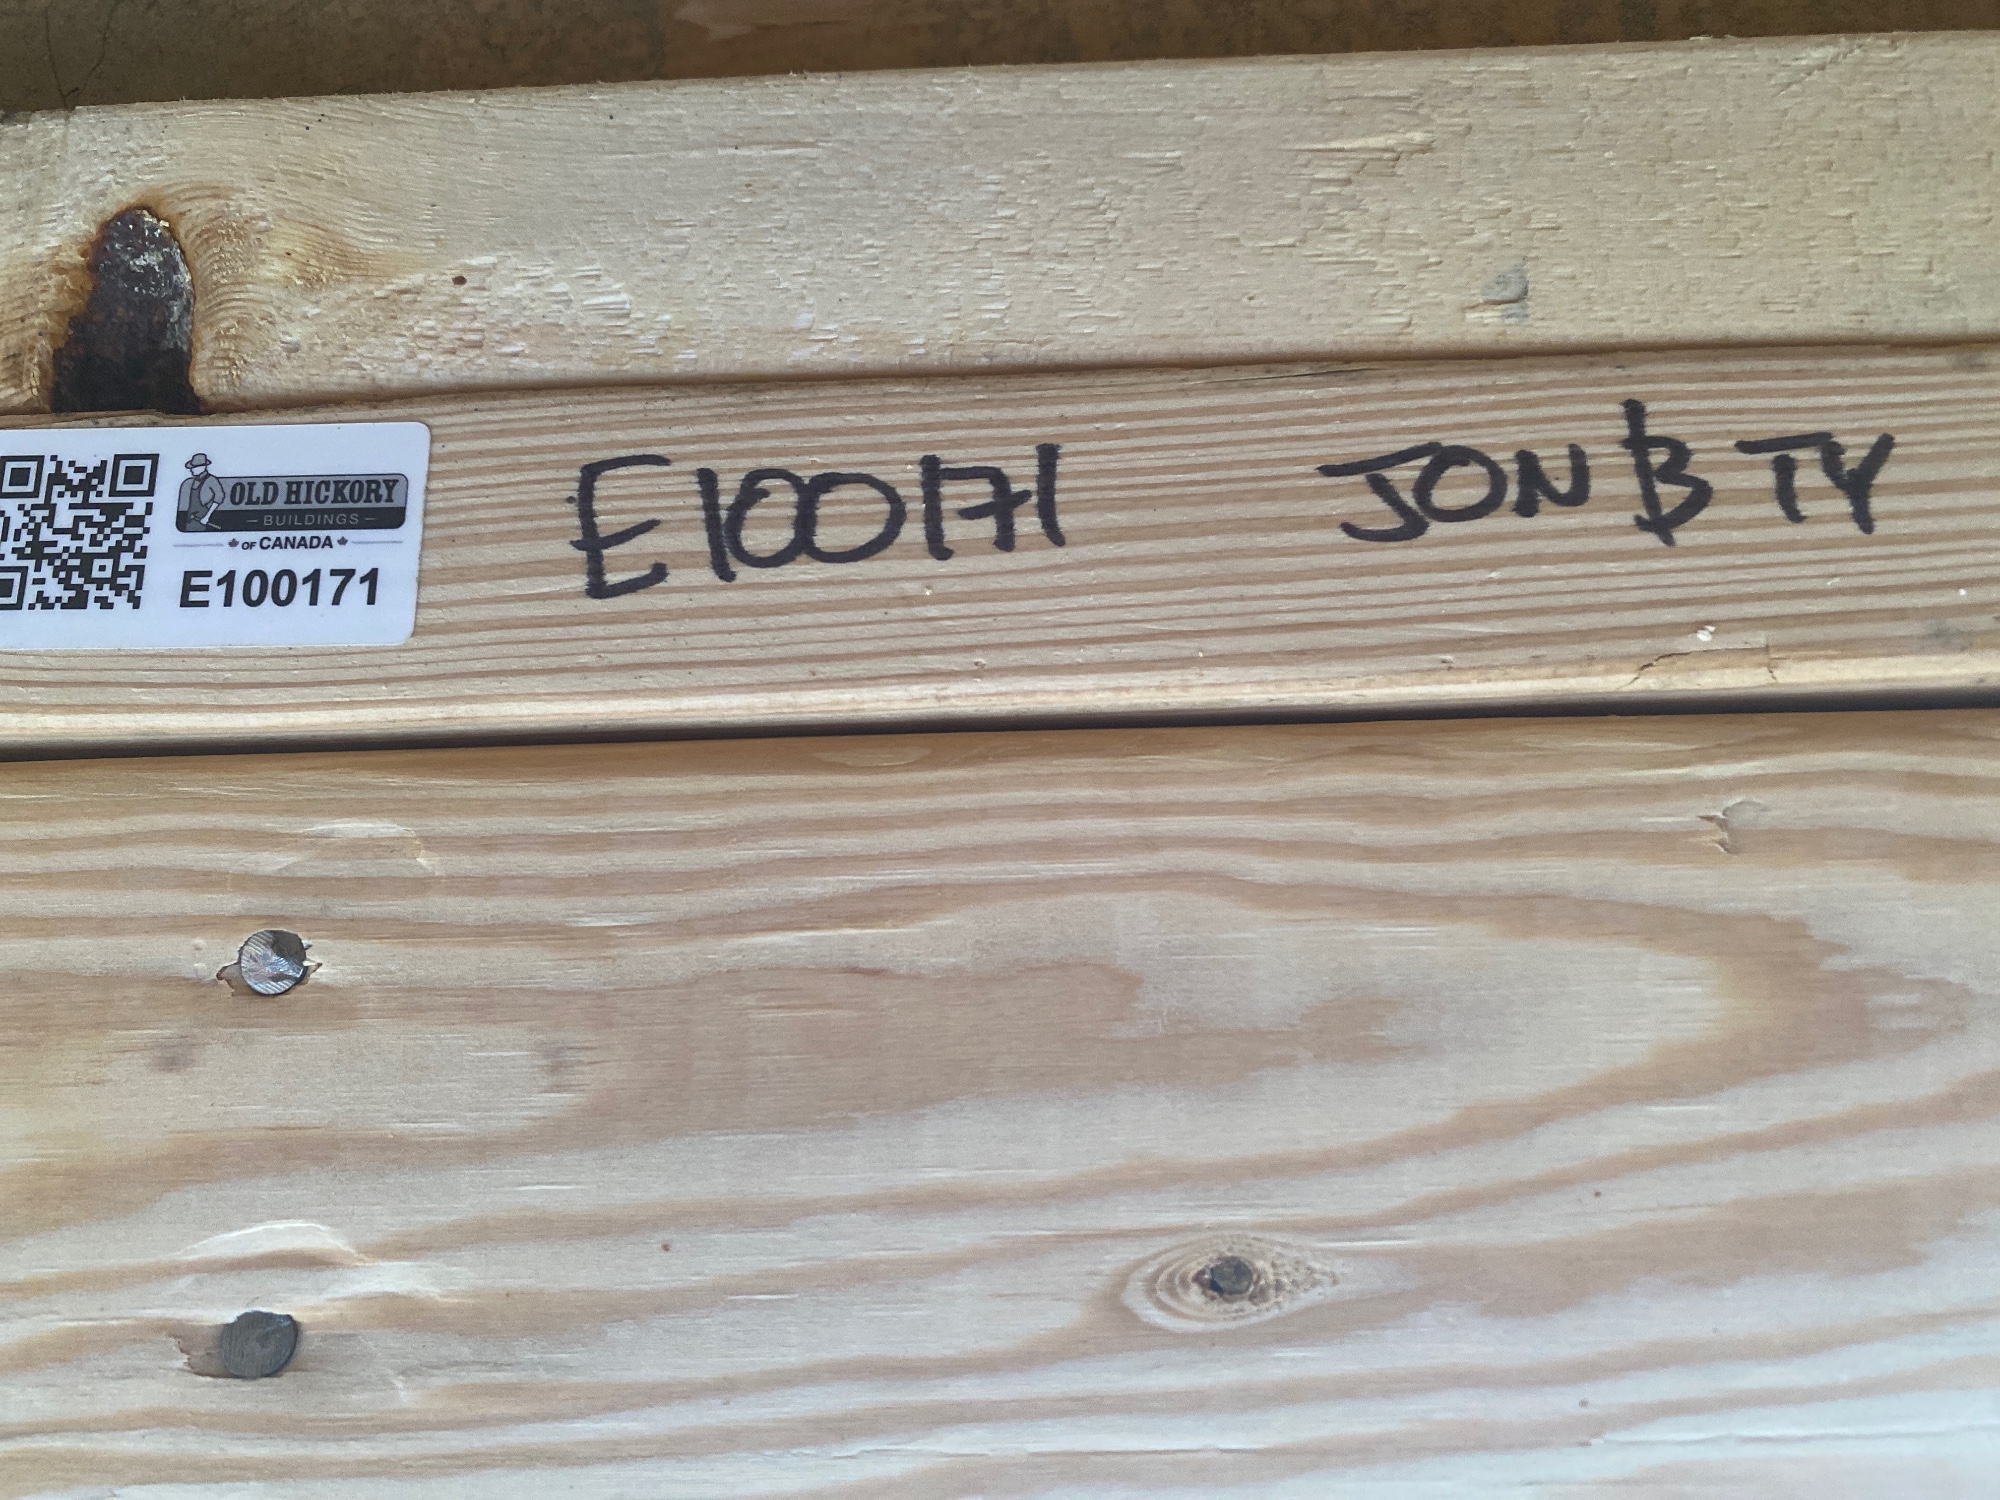 OLD HICKORY
BUILDINGS
OF CANADA
E100171
E100171 JON B TY